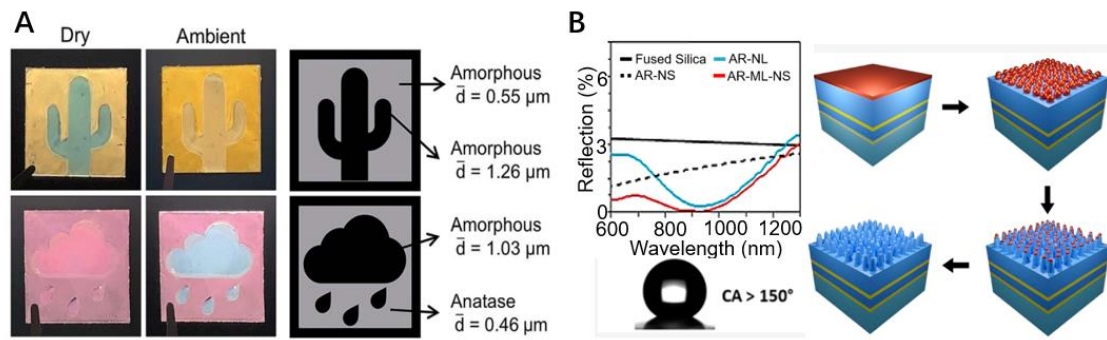 A
Dry
Ambient
Amorphous
d̄ = 0.55 µm
Amorphous
d̄ = 1.26 µm
Amorphous
d̄ = 1.03 µm
Anatase
d̄ = 0.46 µm
B
Fused Silica
AR-NL
AR-NS
AR-ML-NS
Reflection (%)
6
3
0
600
800
1000
1200
Wavelength (nm)
CA > 150°